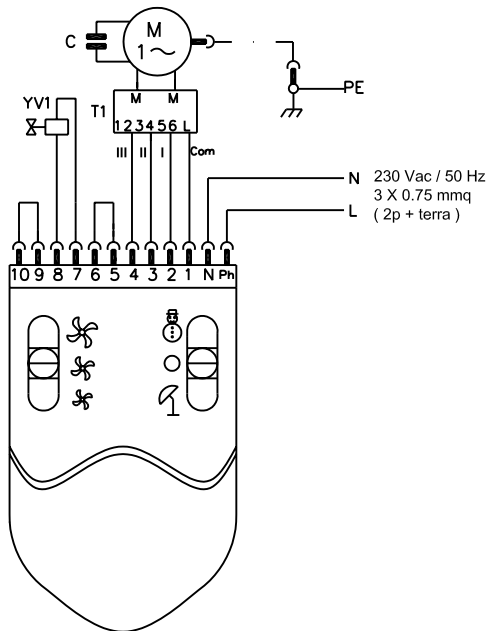 C
M
1
PE
YV1
T1
M M
1 2 3 4 5 6 L
III II I Com
N 230 Vac / 50 Hz
3 X 0.75 mmq
L ( 2p + terra )
10 9 8 7 6 5 4 3 2 1 N Ph